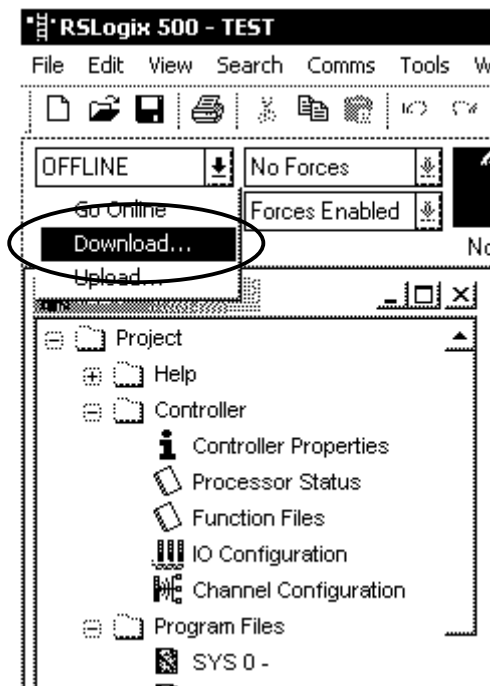 RSLogix 500 - TEST
File Edit View Search Comms Tools W
OFFLINE No Forces
Go Online Forces Enabled
Download... No
Upload...
Project
Help
Controller
Controller Properties
Processor Status
Function Files
IO Configuration
Channel Configuration
Program Files
SYS 0 -